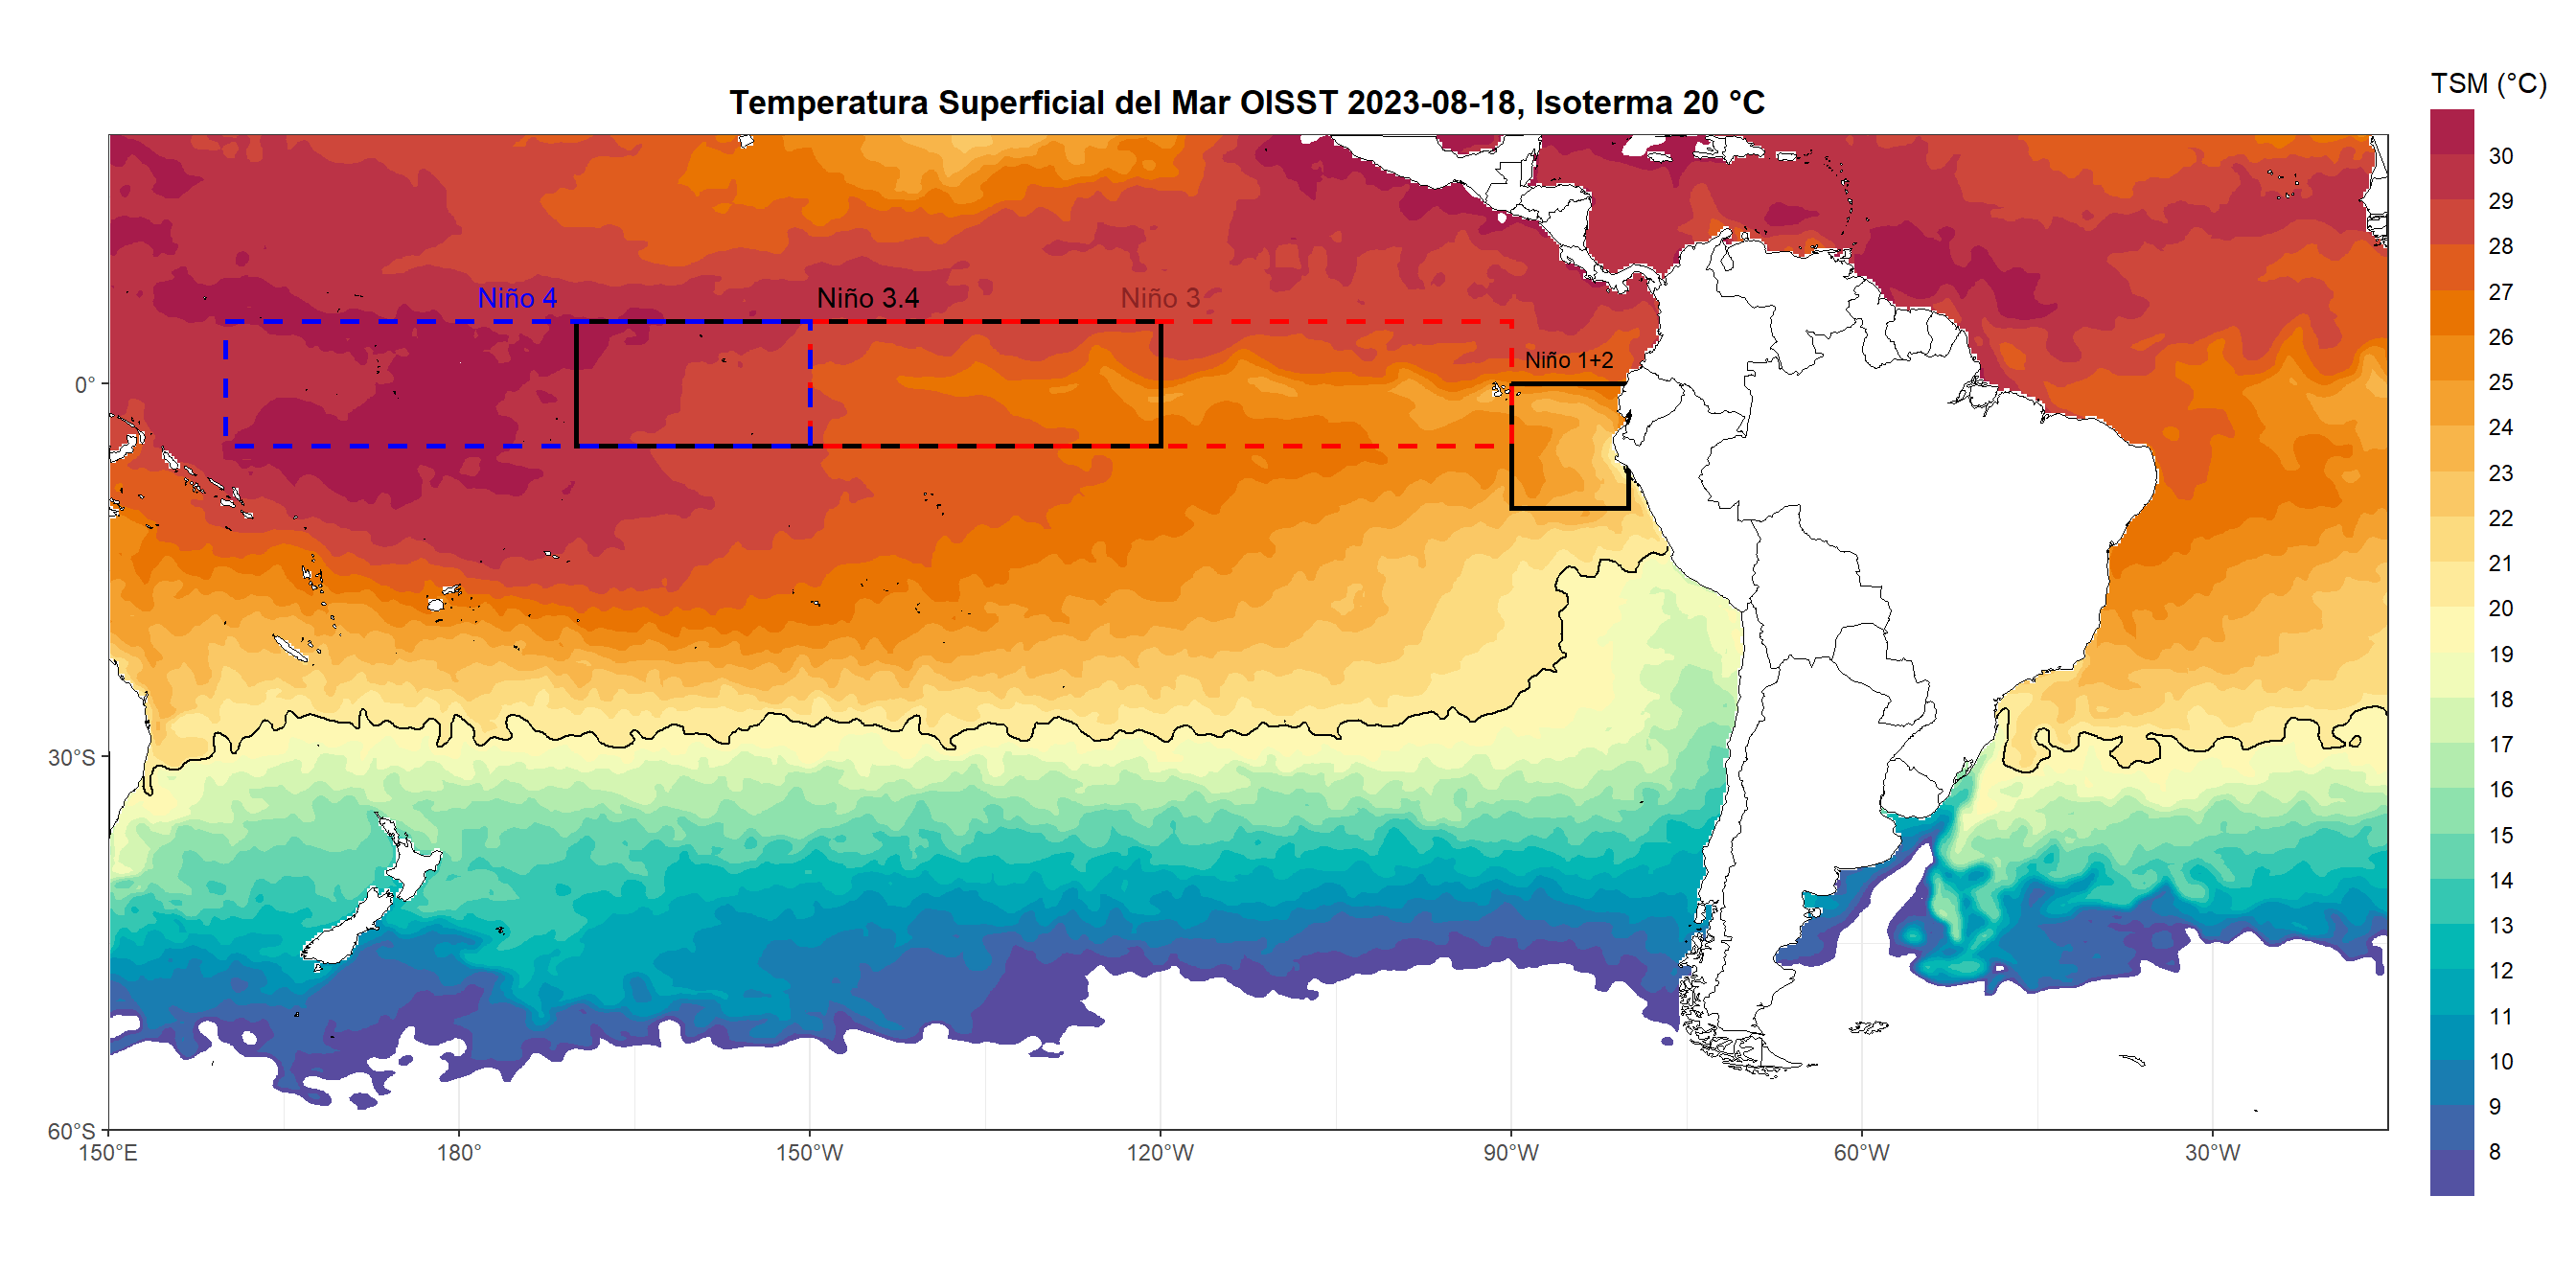 Temperatura Superficial del Mar OISST 2023-08-18, Isoterma 20 °C
TSM (°C)
30
29
28
27
26
25
24
23
22
21
20
19
18
17
16
15
14
13
12
11
10
9
8
Niño 4
Niño 3.4
Niño 3
Niño 1+2
0°
30°S
60°S
150°E
180°
150°W
120°W
90°W
60°W
30°W